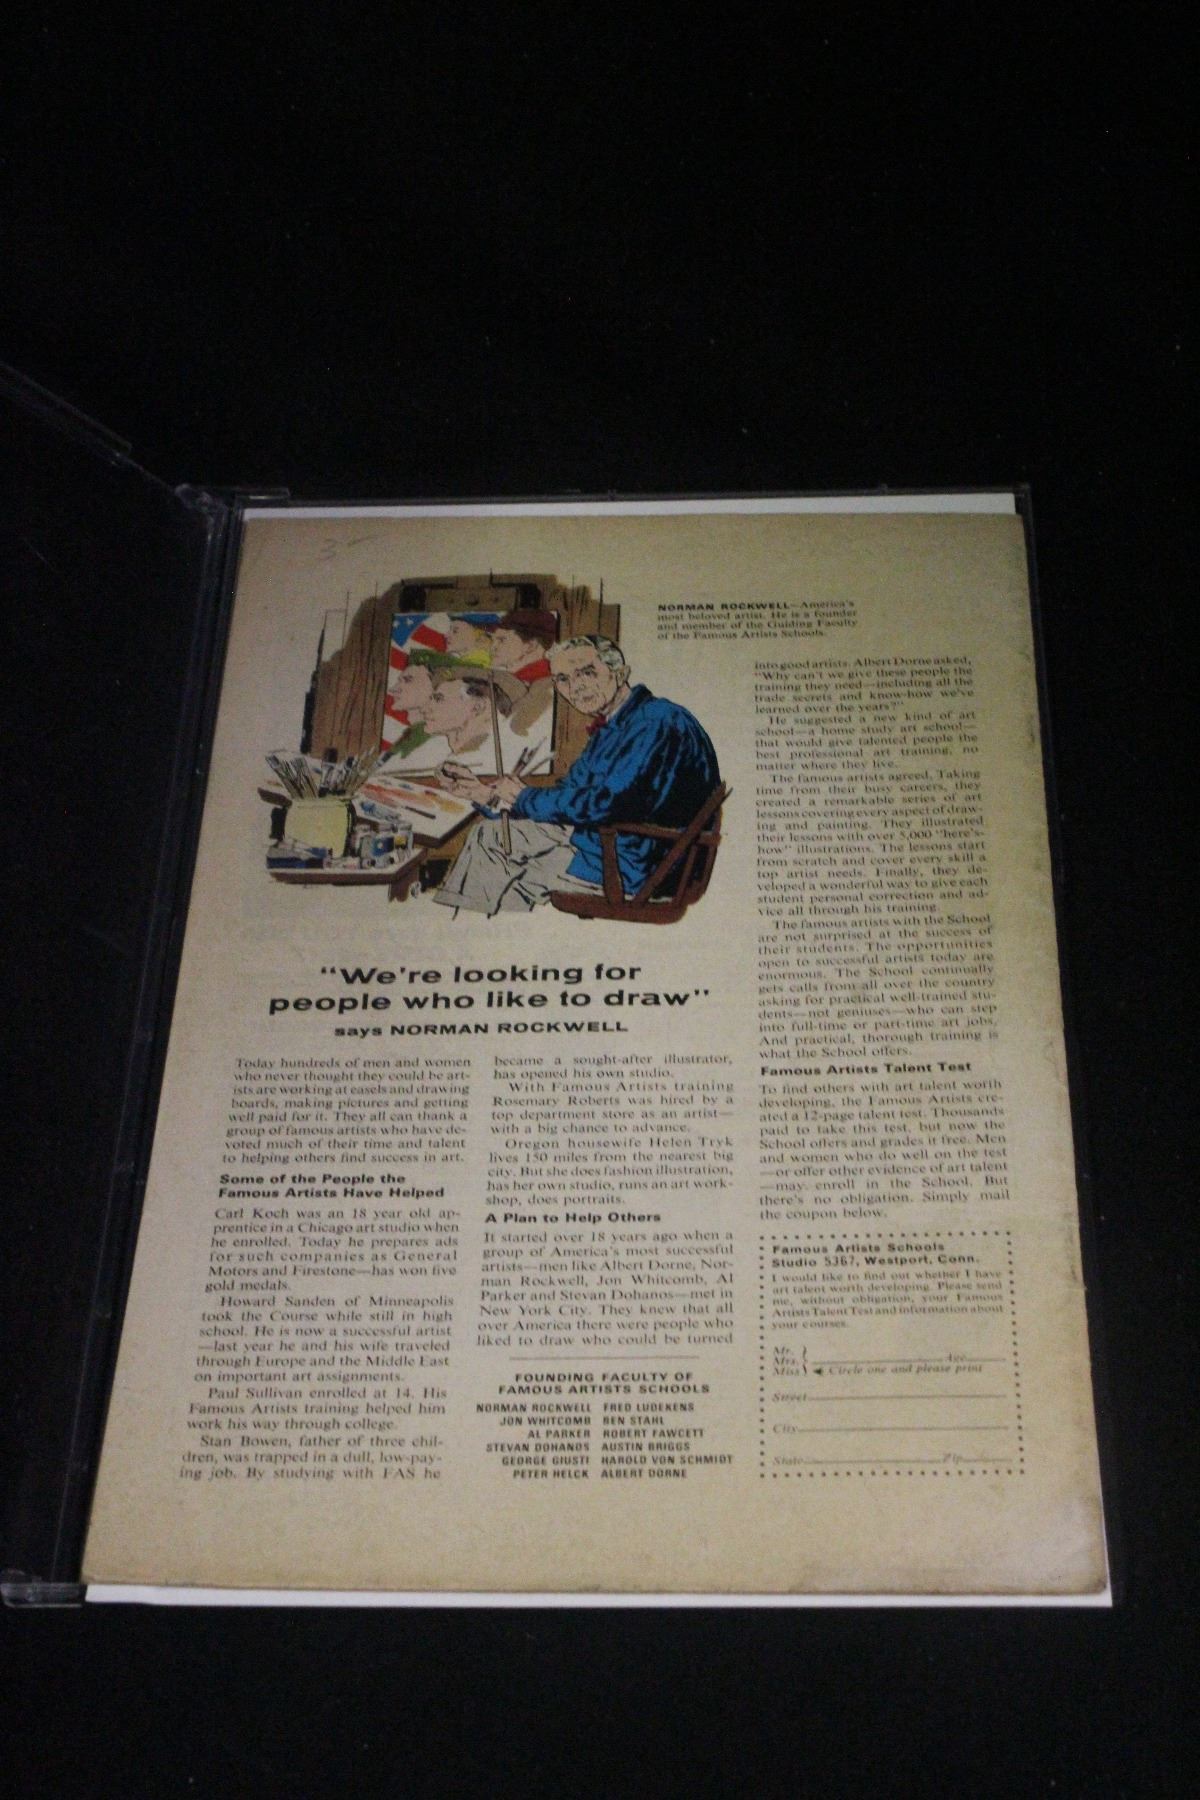 3-
NORMAN ROCKWELL—America's
most beloved artist. He is a founder
and member of the Guiding Faculty
of the Famous Artists Schools.
"We're looking for
people who like to draw"
says NORMAN ROCKWELL
Today hundreds of men and women
who never thought they could be art-
ists are working at easels and drawing
boards, making pictures and getting
well paid for it. They all can thank a
group of famous artists who have de-
voted much of their time and talent
to helping others find success in art.
Some of the People the
Famous Artists Have Helped
Carl Koch was an 18 year old ap-
prentice in a Chicago art studio when
he enrolled. Today he prepares ads
for such companies as General
Motors and Firestone—has won five
gold medals.
Howard Sanden of Minneapolis
took the Course while still in high
school. He is now a successful artist
—last year he and his wife traveled
through Europe and the Middle East
on important art assignments.
Paul Sullivan enrolled at 14. His
Famous Artists training helped him
work his way through college.
Stan Bowen, father of three chil-
dren, was trapped in a dull, low-pay-
ing job. By studying with FAS he
became a sought-after illustrator,
has opened his own studio.
With Famous Artists training
Rosemary Roberts was hired by a
top department store as an artist—
with a big chance to advance.
Oregon housewife Helen Tryk
lives 150 miles from the nearest big
city. But she does fashion illustration,
has her own studio, runs an art work-
shop, does portraits.
A Plan to Help Others
It started over 18 years ago when a
group of America's most successful
artists—men like Albert Dorne, Nor-
man Rockwell, Jon Whitcomb, Al
Parker and Stevan Dohanos—met in
New York City. They knew that all
over America there were people who
liked to draw who could be turned
into good artists. Albert Dorne asked,
"Why can't we give these people the
training they need—including all the
trade secrets and know-how we've
learned over the years?"
He suggested a new kind of art
school—a home study art school—
that would give talented people the
best professional art training, no
matter where they live.
The famous artists agreed. Taking
time from their busy careers, they
created a remarkable series of art
lessons covering every aspect of draw-
ing and painting. They illustrated
their lessons with over 5,000 "here's-
how" illustrations. The lessons start
from scratch and cover every skill a
top artist needs. Finally, they de-
veloped a wonderful way to give each
student personal correction and ad-
vice all through his training.
The famous artists with the School
are not surprised at the success of
their students. The opportunities
open to successful artists today are
enormous. The School continually
gets calls from all over the country
asking for practical well-trained stu-
dents—not geniuses—who can step
into full-time or part-time art jobs.
And practical, thorough training is
what the School offers.
Famous Artists Talent Test
To find others with art talent worth
developing, the Famous Artists cre-
ated a 12-page talent test. Thousands
paid to take this test, but now the
School offers and grades it free. Men
and women who do well on the test
—or offer other evidence of art talent
—may enroll in the School. But
there's no obligation. Simply mail
the coupon below.
FOUNDING FACULTY OF
FAMOUS ARTISTS SCHOOLS
NORMAN ROCKWELL FRED LUDEKENS
JON WHITCOMB BEN STAHL
AL PARKER ROBERT FAWCETT
STEVAN DOHANOS AUSTIN BRIGGS
GEORGE GIUSTI HAROLD VON SCHMIDT
PETER HELCK ALBERT DORNE
Famous Artists Schools
Studio 5367, Westport, Conn.
I would like to find out whether I have
art talent worth developing. Please send
me, without obligation, your Famous
Artists Talent Test and information about
your courses.
Mr.
Mrs. Age
Miss Circle one and please print
Street
City
State Zip